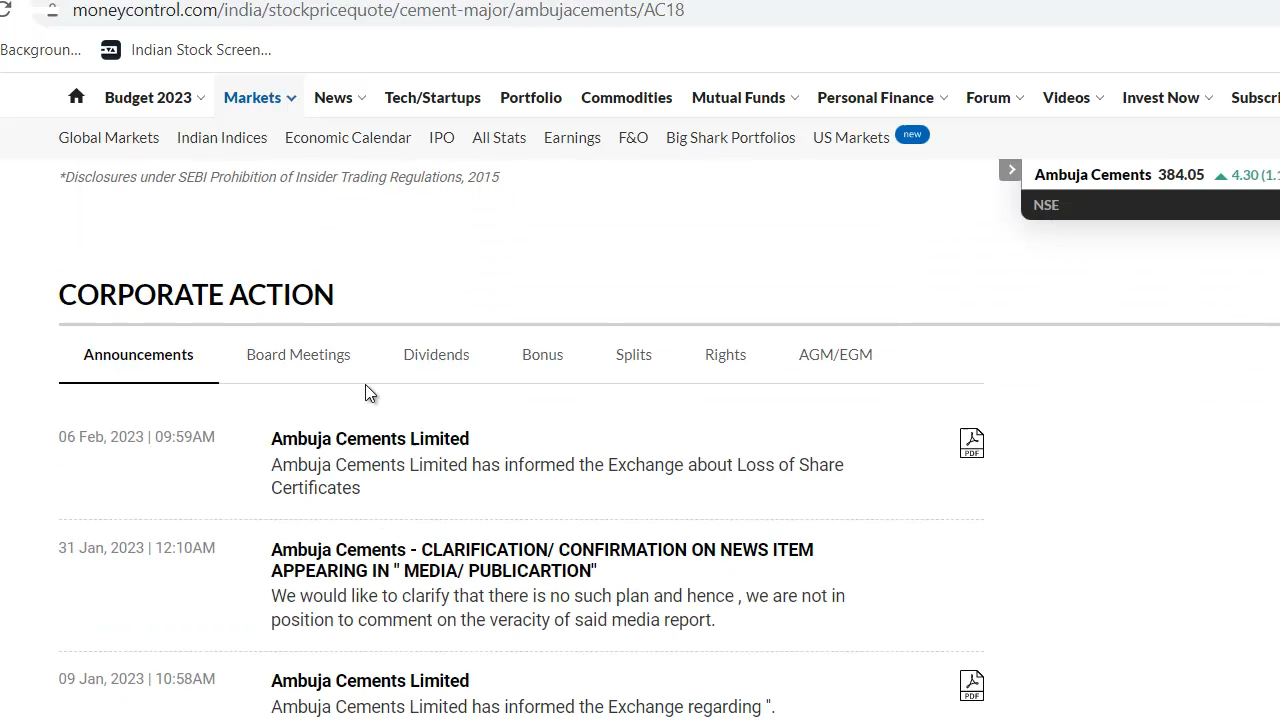 moneycontrol.com/india/stockpricequote/cement-major/ambujacements/AC18
Backgroun... Indian Stock Screen...
Budget 2023 Markets News Tech/Startups Portfolio Commodities Mutual Funds Personal Finance Forum Videos Invest Now Subscri
Global Markets Indian Indices Economic Calendar IPO All Stats Earnings F&O Big Shark Portfolios US Markets new
*Disclosures under SEBI Prohibition of Insider Trading Regulations, 2015
Ambuja Cements 384.05 4.30 (1.1
NSE
CORPORATE ACTION
Announcements Board Meetings Dividends Bonus Splits Rights AGM/EGM
06 Feb, 2023 | 09:59AM
Ambuja Cements Limited
Ambuja Cements Limited has informed the Exchange about Loss of Share
Certificates
PDF
31 Jan, 2023 | 12:10AM
Ambuja Cements - CLARIFICATION/ CONFIRMATION ON NEWS ITEM
APPEARING IN " MEDIA/ PUBLICARTION"
We would like to clarify that there is no such plan and hence , we are not in
position to comment on the veracity of said media report.
09 Jan, 2023 | 10:58AM
Ambuja Cements Limited
Ambuja Cements Limited has informed the Exchange regarding ".
PDF